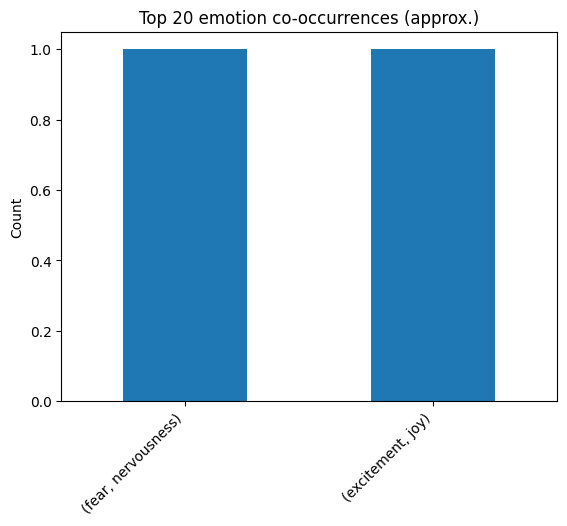 Top 20 emotion co-occurrences (approx.)
Count
1.0
0.8
0.6
0.4
0.2
0.0
(fear, nervousness)
(excitement, joy)